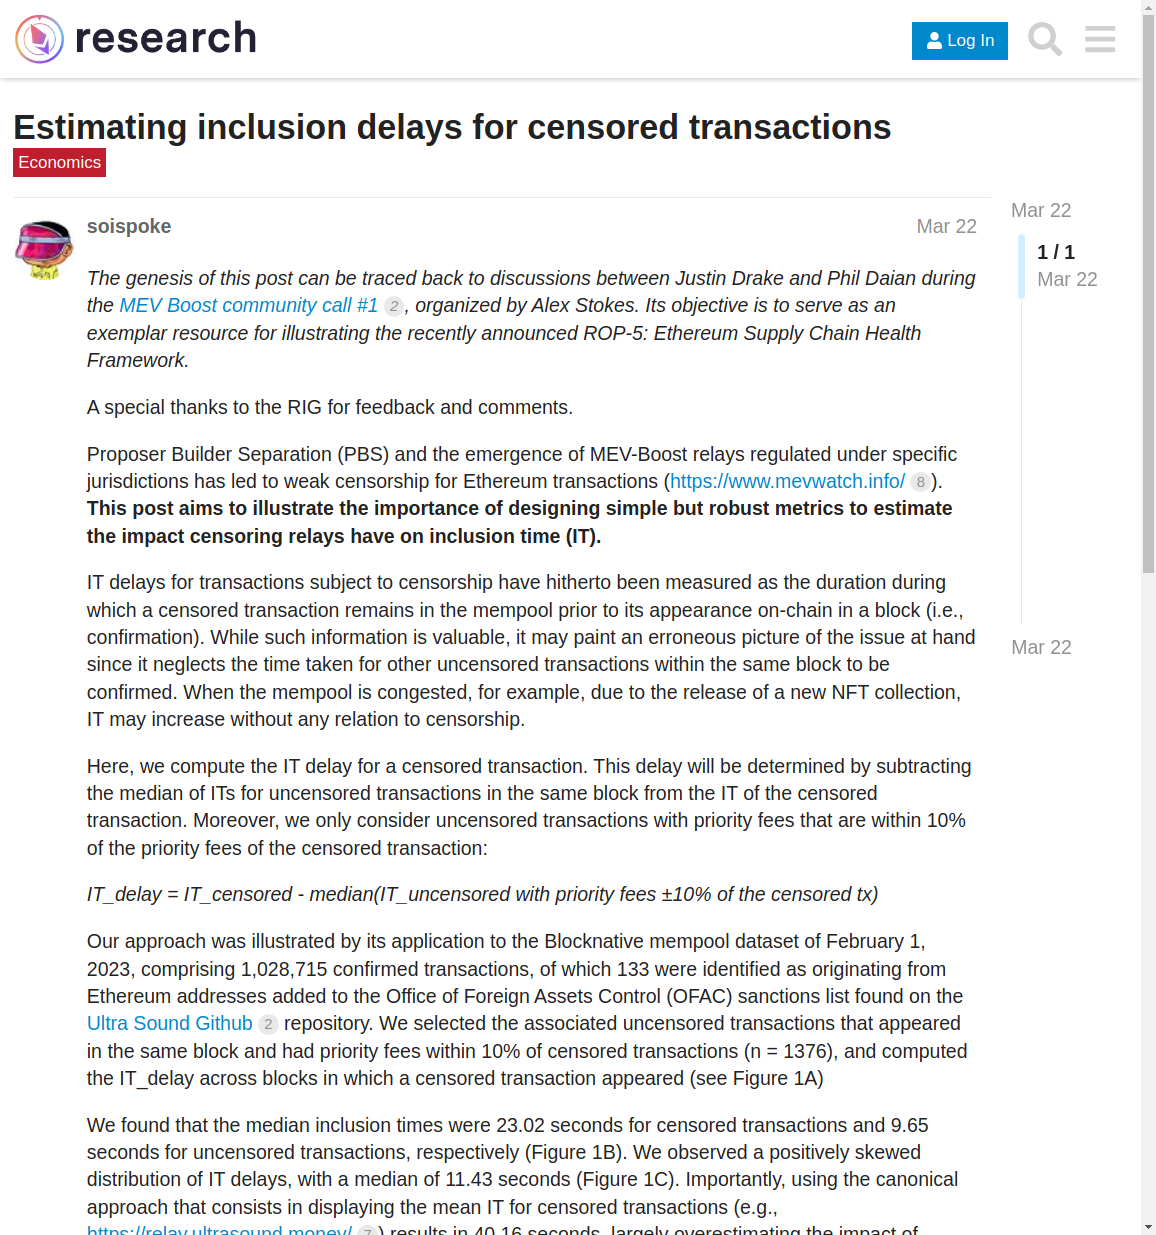 research
Log In
Estimating inclusion delays for censored transactions
Economics
soispoke
Mar 22
Mar 22
1 / 1
Mar 22
The genesis of this post can be traced back to discussions between Justin Drake and Phil Daian during
the MEV Boost community call #1 2, organized by Alex Stokes. Its objective is to serve as an
exemplar resource for illustrating the recently announced ROP-5: Ethereum Supply Chain Health
Framework.
A special thanks to the RIG for feedback and comments.
Proposer Builder Separation (PBS) and the emergence of MEV-Boost relays regulated under specific
jurisdictions has led to weak censorship for Ethereum transactions (https://www.mevwatch.info/ 8).
This post aims to illustrate the importance of designing simple but robust metrics to estimate
the impact censoring relays have on inclusion time (IT).
IT delays for transactions subject to censorship have hitherto been measured as the duration during
which a censored transaction remains in the mempool prior to its appearance on-chain in a block (i.e.,
confirmation). While such information is valuable, it may paint an erroneous picture of the issue at hand
since it neglects the time taken for other uncensored transactions within the same block to be
confirmed. When the mempool is congested, for example, due to the release of a new NFT collection,
IT may increase without any relation to censorship.
Mar 22
Here, we compute the IT delay for a censored transaction. This delay will be determined by subtracting
the median of ITs for uncensored transactions in the same block from the IT of the censored
transaction. Moreover, we only consider uncensored transactions with priority fees that are within 10%
of the priority fees of the censored transaction:
IT_delay = IT_censored - median(IT_uncensored with priority fees ±10% of the censored tx)
Our approach was illustrated by its application to the Blocknative mempool dataset of February 1,
2023, comprising 1,028,715 confirmed transactions, of which 133 were identified as originating from
Ethereum addresses added to the Office of Foreign Assets Control (OFAC) sanctions list found on the
Ultra Sound Github 2 repository. We selected the associated uncensored transactions that appeared
in the same block and had priority fees within 10% of censored transactions (n = 1376), and computed
the IT_delay across blocks in which a censored transaction appeared (see Figure 1A)
We found that the median inclusion times were 23.02 seconds for censored transactions and 9.65
seconds for uncensored transactions, respectively (Figure 1B). We observed a positively skewed
distribution of IT delays, with a median of 11.43 seconds (Figure 1C). Importantly, using the canonical
approach that consists in displaying the mean IT for censored transactions (e.g.,
https://relay.ultrasound.money/ 7) results in 40.16 seconds, largely overestimating the impact of